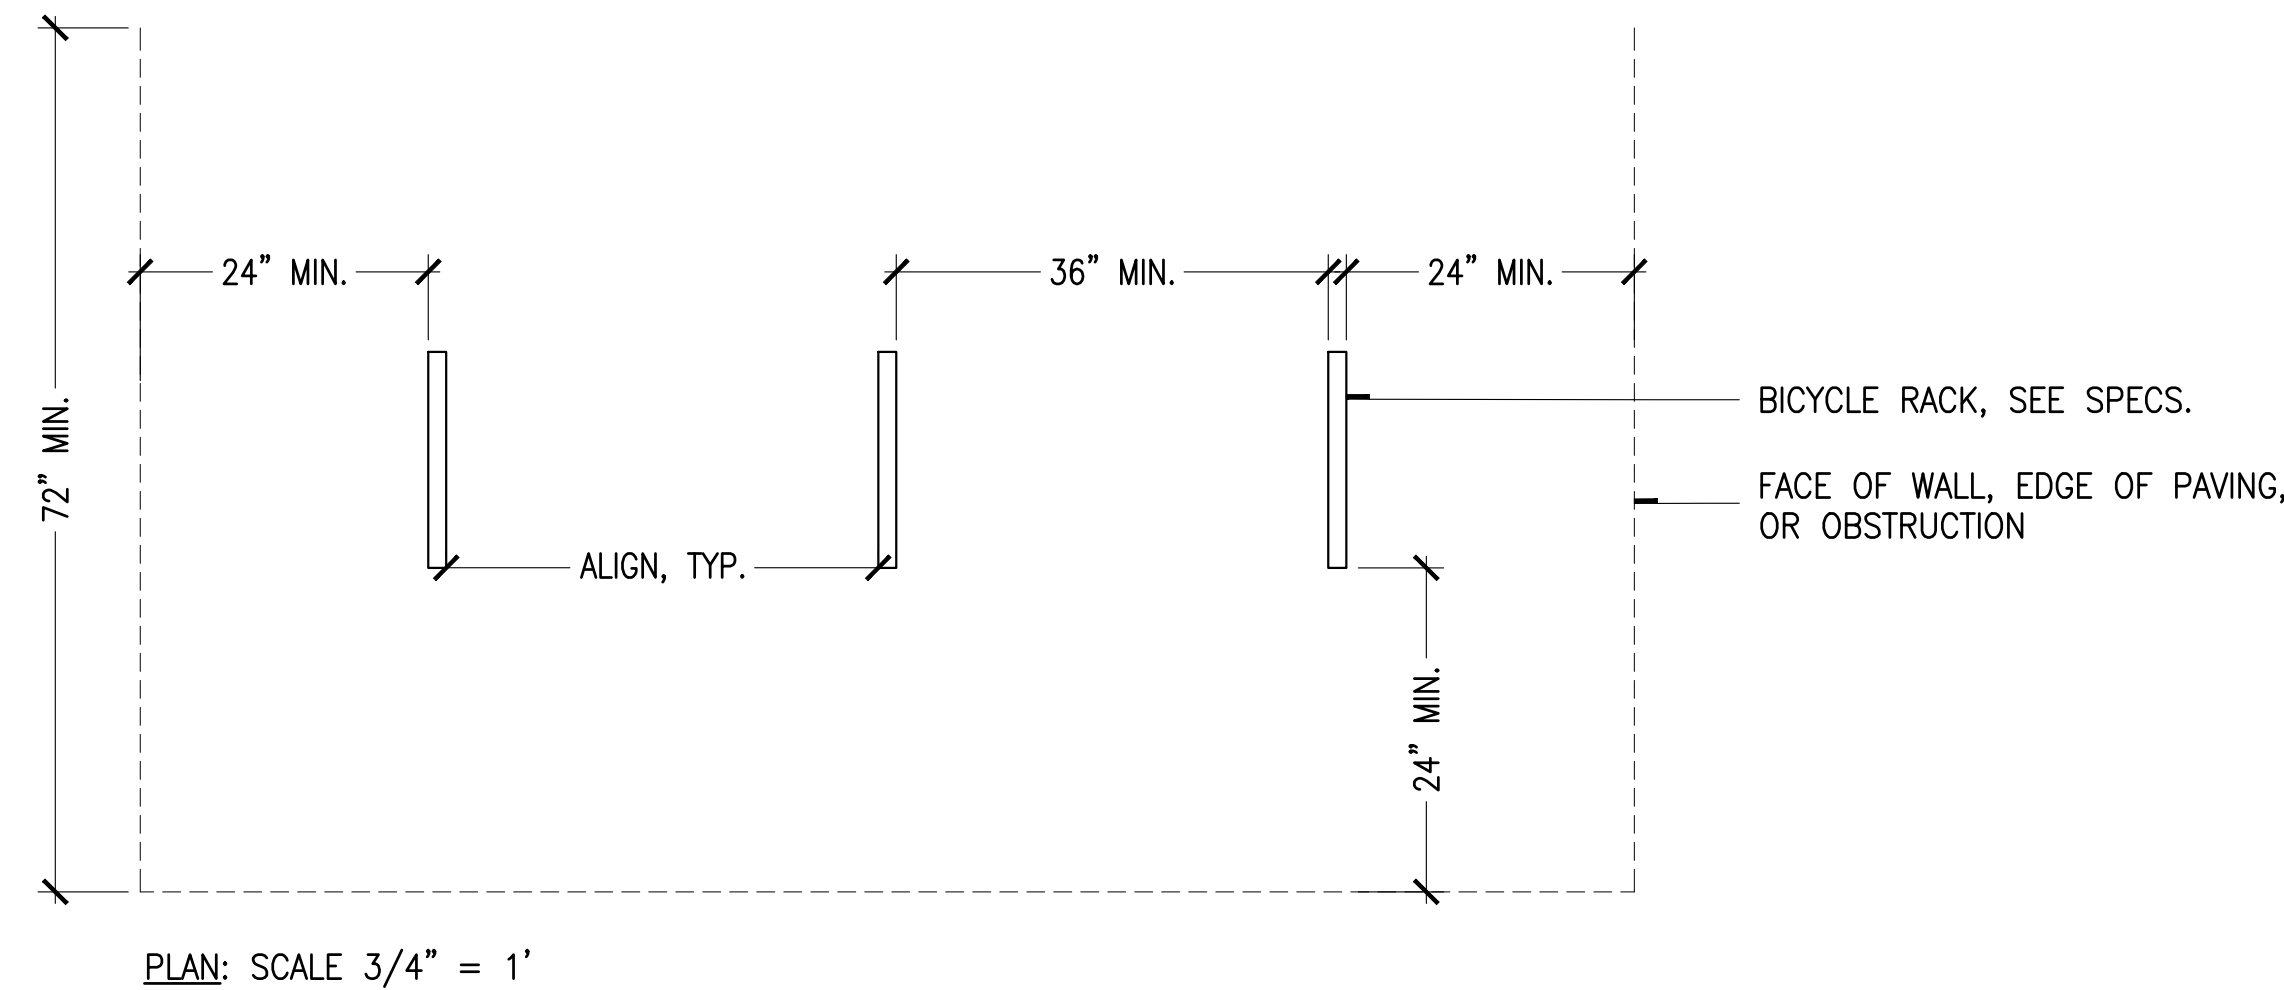 24” MIN.
36” MIN.
24” MIN.
72” MIN.
BICYCLE RACK, SEE SPECS.
FACE OF WALL, EDGE OF PAVING,
OR OBSTRUCTION
ALIGN, TYP.
24” MIN.
PLAN: SCALE 3/4” = 1’